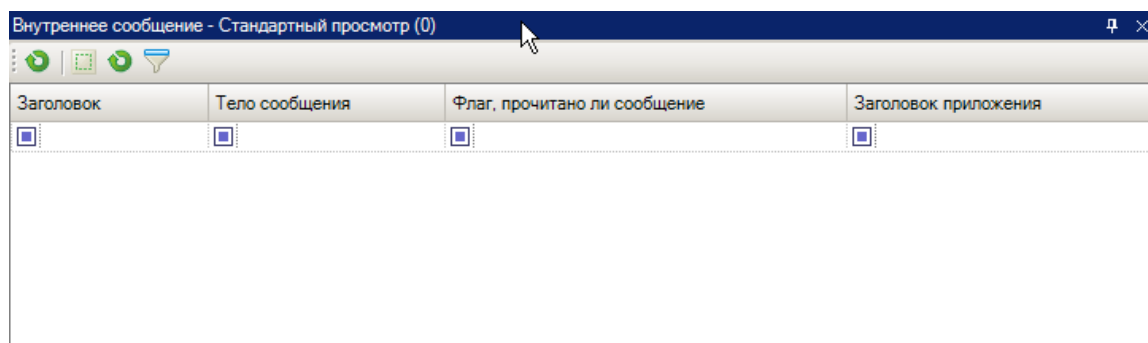 Внутреннее сообщение - Стандартный просмотр (0)
Заголовок Тело сообщения Флаг, прочитано ли сообщение Заголовок приложения